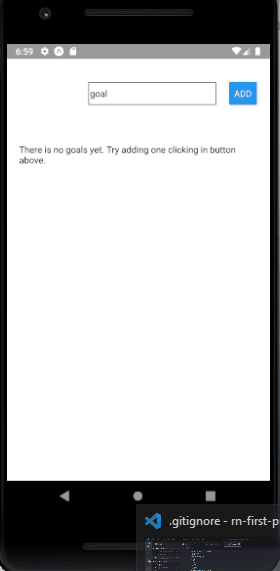 6:59
goal
ADD
There is no goals yet. Try adding one clicking in button
above.
.gitignore - rn-first-p